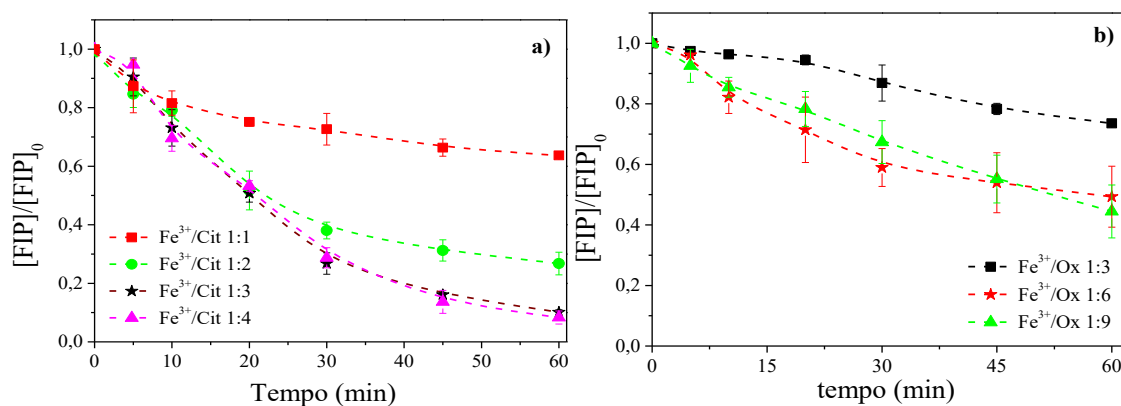 a)
[FIP]/[FIP]₀
1,0
0,8
0,6
0,4
0,2
0,0
Fe³⁺/Cit 1:1
Fe³⁺/Cit 1:2
Fe³⁺/Cit 1:3
Fe³⁺/Cit 1:4
0 10 20 30 40 50 60
Tempo (min)
b)
[FIP]/[FIP]₀
1,0
0,8
0,6
0,4
0,2
0,0
Fe³⁺/Ox 1:3
Fe³⁺/Ox 1:6
Fe³⁺/Ox 1:9
0 15 30 45 60
tempo (min)